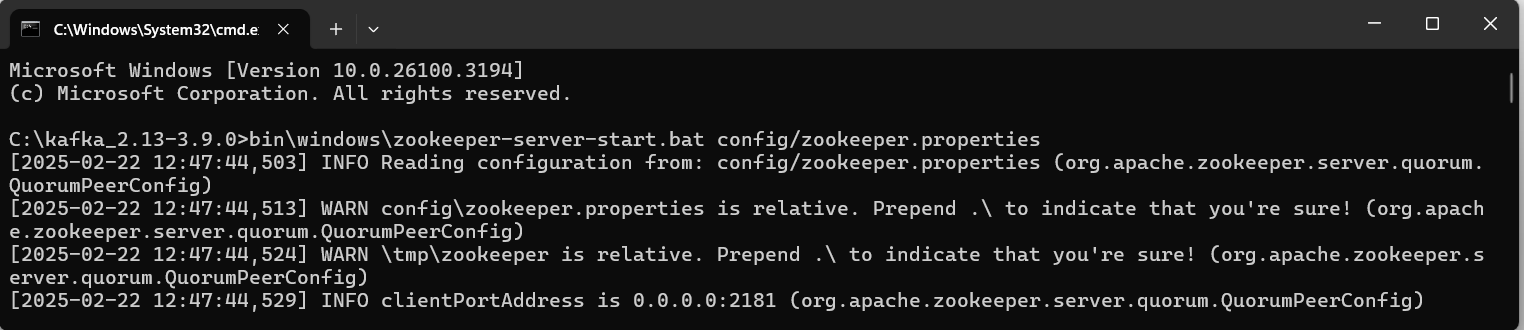 C:\Windows\System32\cmd.e
Microsoft Windows [Version 10.0.26100.3194]
(c) Microsoft Corporation. All rights reserved.
C:\kafka_2.13-3.9.0>bin\windows\zookeeper-server-start.bat config/zookeeper.properties
[2025-02-22 12:47:44,503] INFO Reading configuration from: config/zookeeper.properties (org.apache.zookeeper.server.quorum.
QuorumPeerConfig)
[2025-02-22 12:47:44,513] WARN config\zookeeper.properties is relative. Prepend .\ to indicate that you're sure! (org.apach
e.zookeeper.server.quorum.QuorumPeerConfig)
[2025-02-22 12:47:44,524] WARN \tmp\zookeeper is relative. Prepend .\ to indicate that you're sure! (org.apache.zookeeper.s
erver.quorum.QuorumPeerConfig)
[2025-02-22 12:47:44,529] INFO clientPortAddress is 0.0.0.0:2181 (org.apache.zookeeper.server.quorum.QuorumPeerConfig)